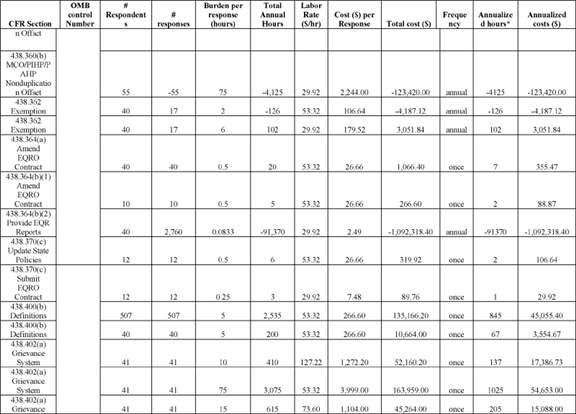 CFR Section | OMB control Number | # Respondents | # responses | Burden per response (hours) | Total Annual Hours | Labor Rate ($/hr) | Cost ($) per Response | Total cost ($) | Frequency | Annualized hours* | Annualized costs ($)
n Offset
438.360(b) MCO/PIHP/PAHP Nonduplication Offset | 55 | -55 | 75 | -4,125 | 29.92 | 2,244.00 | -123,420.00 | annual | -4125 | -123,420.00
438.362 Exemption | 40 | 17 | 2 | -126 | 53.32 | 106.64 | -4,187.12 | annual | -126 | -4,187.12
438.362 Exemption | 40 | 17 | 6 | 102 | 29.92 | 179.52 | 3,051.84 | annual | 102 | 3,051.84
438.364(a) Amend EQRO Contract | 40 | 40 | 0.5 | 20 | 53.32 | 26.66 | 1,066.40 | once | 7 | 355.47
438.364(b)(1) Amend EQRO Contract | 10 | 10 | 0.5 | 5 | 53.32 | 26.66 | 266.60 | once | 2 | 88.87
438.364(b)(2) Provide EQR Reports | 40 | 2,760 | 0.0833 | -91,370 | 29.92 | 2.49 | -1,092,318.40 | annual | -91370 | -1,092,318.40
438.370(c) Update State Policies | 12 | 12 | 0.5 | 6 | 53.32 | 26.66 | 319.92 | once | 2 | 106.64
438.370(c) Submit EQRO Contract | 12 | 12 | 0.25 | 3 | 29.92 | 7.48 | 89.76 | once | 1 | 29.92
438.400(b) Definitions | 507 | 507 | 5 | 2,535 | 53.32 | 266.60 | 135,166.20 | once | 845 | 45,055.40
438.400(b) Definitions | 40 | 40 | 5 | 200 | 53.32 | 266.60 | 10,664.00 | once | 67 | 3,554.67
438.402(a) Grievance System | 41 | 41 | 10 | 410 | 127.22 | 1,272.20 | 52,160.20 | once | 137 | 17,386.73
438.402(a) Grievance System | 41 | 41 | 75 | 3,075 | 53.32 | 3,999.00 | 163,959.00 | once | 1025 | 54,653.00
438.402(a) Grievance | 41 | 41 | 15 | 615 | 73.60 | 1,104.00 | 45,264.00 | once | 205 | 15,088.00